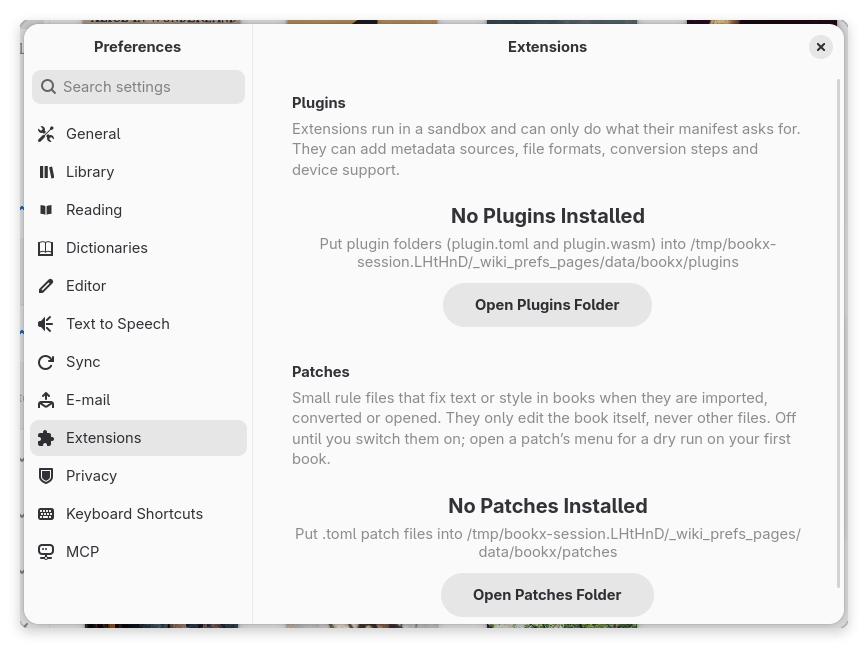 Preferences
Extensions
Search settings
General
Library
Reading
Dictionaries
Editor
Text to Speech
Sync
E-mail
Extensions
Privacy
Keyboard Shortcuts
MCP
Plugins
Extensions run in a sandbox and can only do what their manifest asks for.
They can add metadata sources, file formats, conversion steps and
device support.
No Plugins Installed
Put plugin folders (plugin.toml and plugin.wasm) into /tmp/bookx-
session.LHtHnD/_wiki_prefs_pages/data/bookx/plugins
Open Plugins Folder
Patches
Small rule files that fix text or style in books when they are imported,
converted or opened. They only edit the book itself, never other files. Off
until you switch them on; open a patch’s menu for a dry run on your first
book.
No Patches Installed
Put .toml patch files into /tmp/bookx-session.LHtHnD/_wiki_prefs_pages/
data/bookx/patches
Open Patches Folder